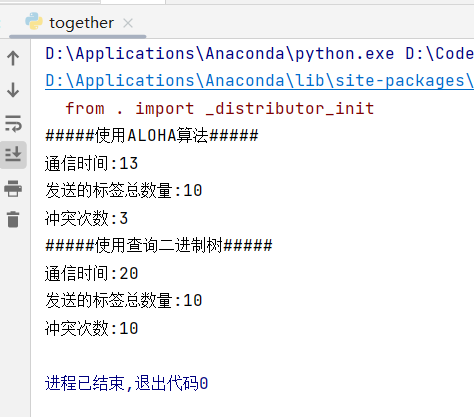 together
D:\Applications\Anaconda\python.exe D:\Code
D:\Applications\Anaconda\lib\site-packages\
from . import _distributor_init
#####使用ALOHA算法#####
通信时间:13
发送的标签总数量:10
冲突次数:3
#####使用查询二进制树#####
通信时间:20
发送的标签总数量:10
冲突次数:10
进程已结束,退出代码0